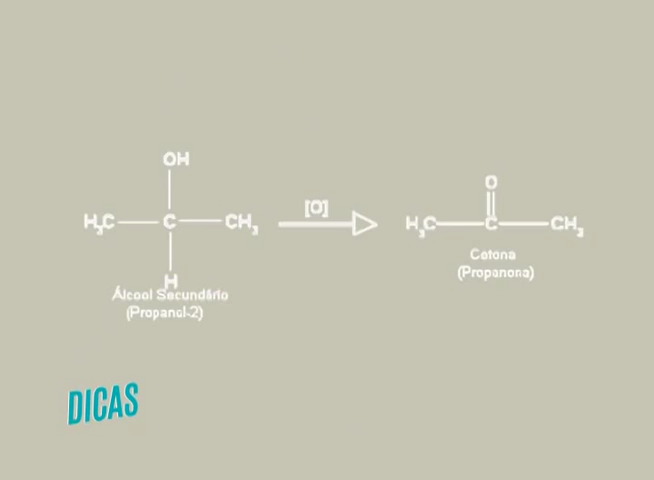 OH
H₃C C CH₃
H
Álcool Secundário
(Propanol-2)
[O]
O
H₃C C CH₃
Cetona
(Propanona)
DICAS